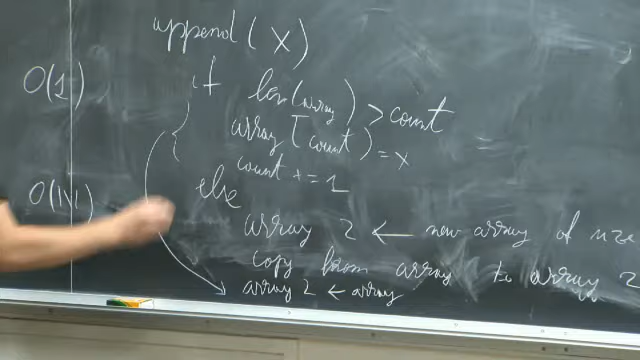 append(X)
O(1)
if len(array) > count
array[count] = x
count += 1
O(|V|)
else
array 2 ← new array of size
copy from array to array 2
array 2 ← array